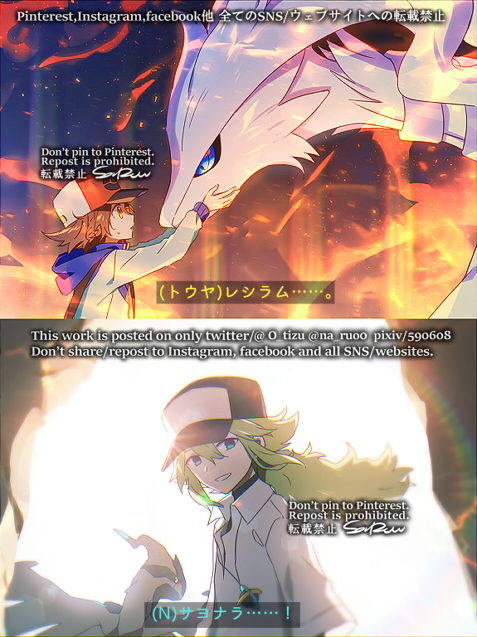 Pinterest,Instagram,facebook他 全てのSNS/ウェブサイトへの転載禁止
Don't pin to Pinterest.
Repost is prohibited.
転載禁止
(トウヤ)レシラム……。
This work is posted on only twitter/@O_tizu @na_ruoo pixiv/590608
Don't share/repost to Instagram, facebook and all SNS/websites.
Don't pin to Pinterest.
Repost is prohibited.
転載禁止
(N)サヨナラ……！